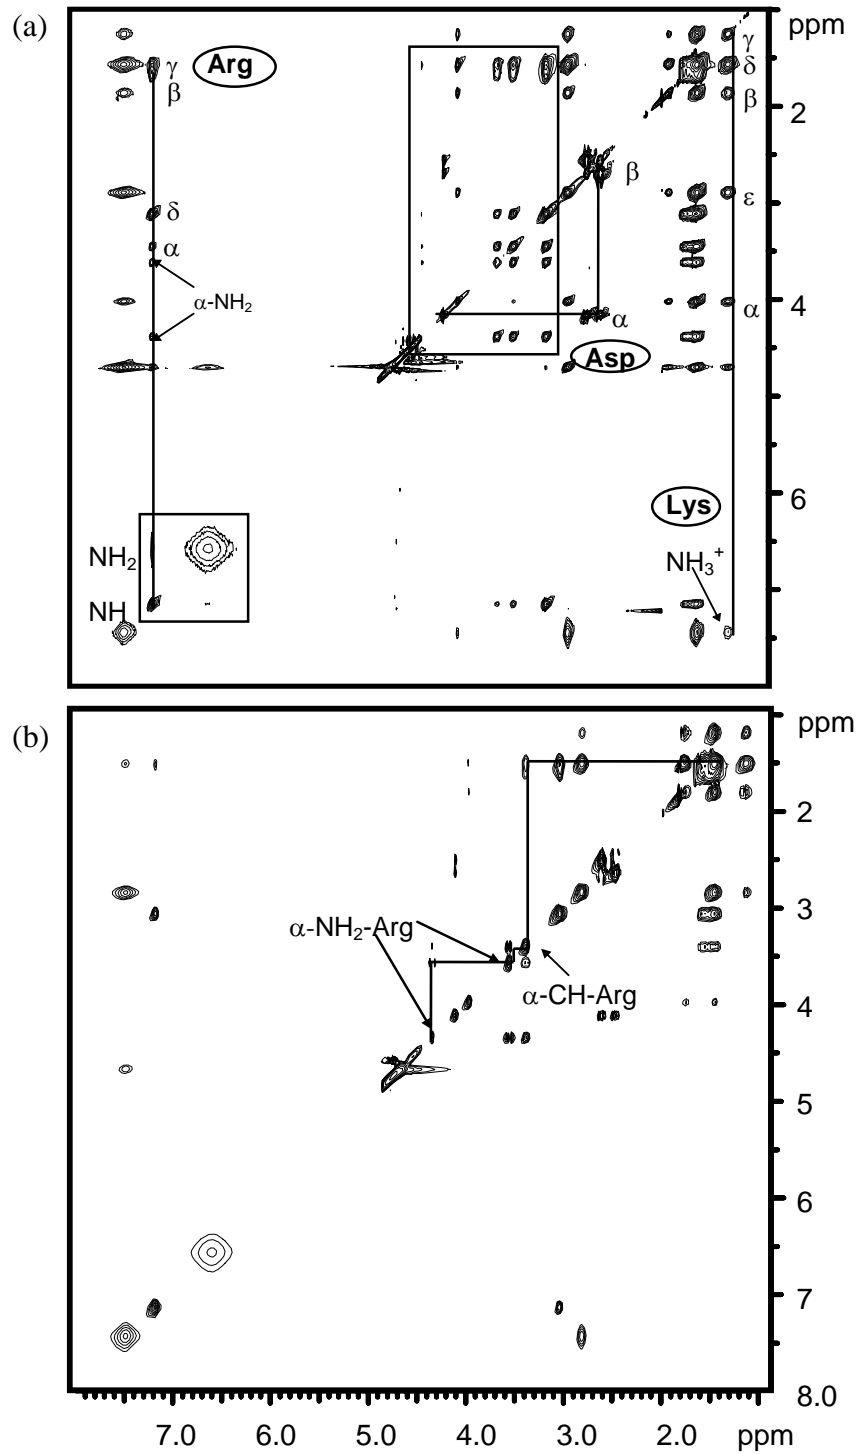 (a)
ppm
Arg
γ
β
δ
α
α-NH₂
NH₂
NH
γ
δ
β
ε
α
β
α
Asp
Lys
NH₃⁺
2
4
6
(b)
ppm
α-NH₂-Arg
α-CH-Arg
2
3
4
5
6
7
8.0
7.0 6.0 5.0 4.0 3.0 2.0 ppm